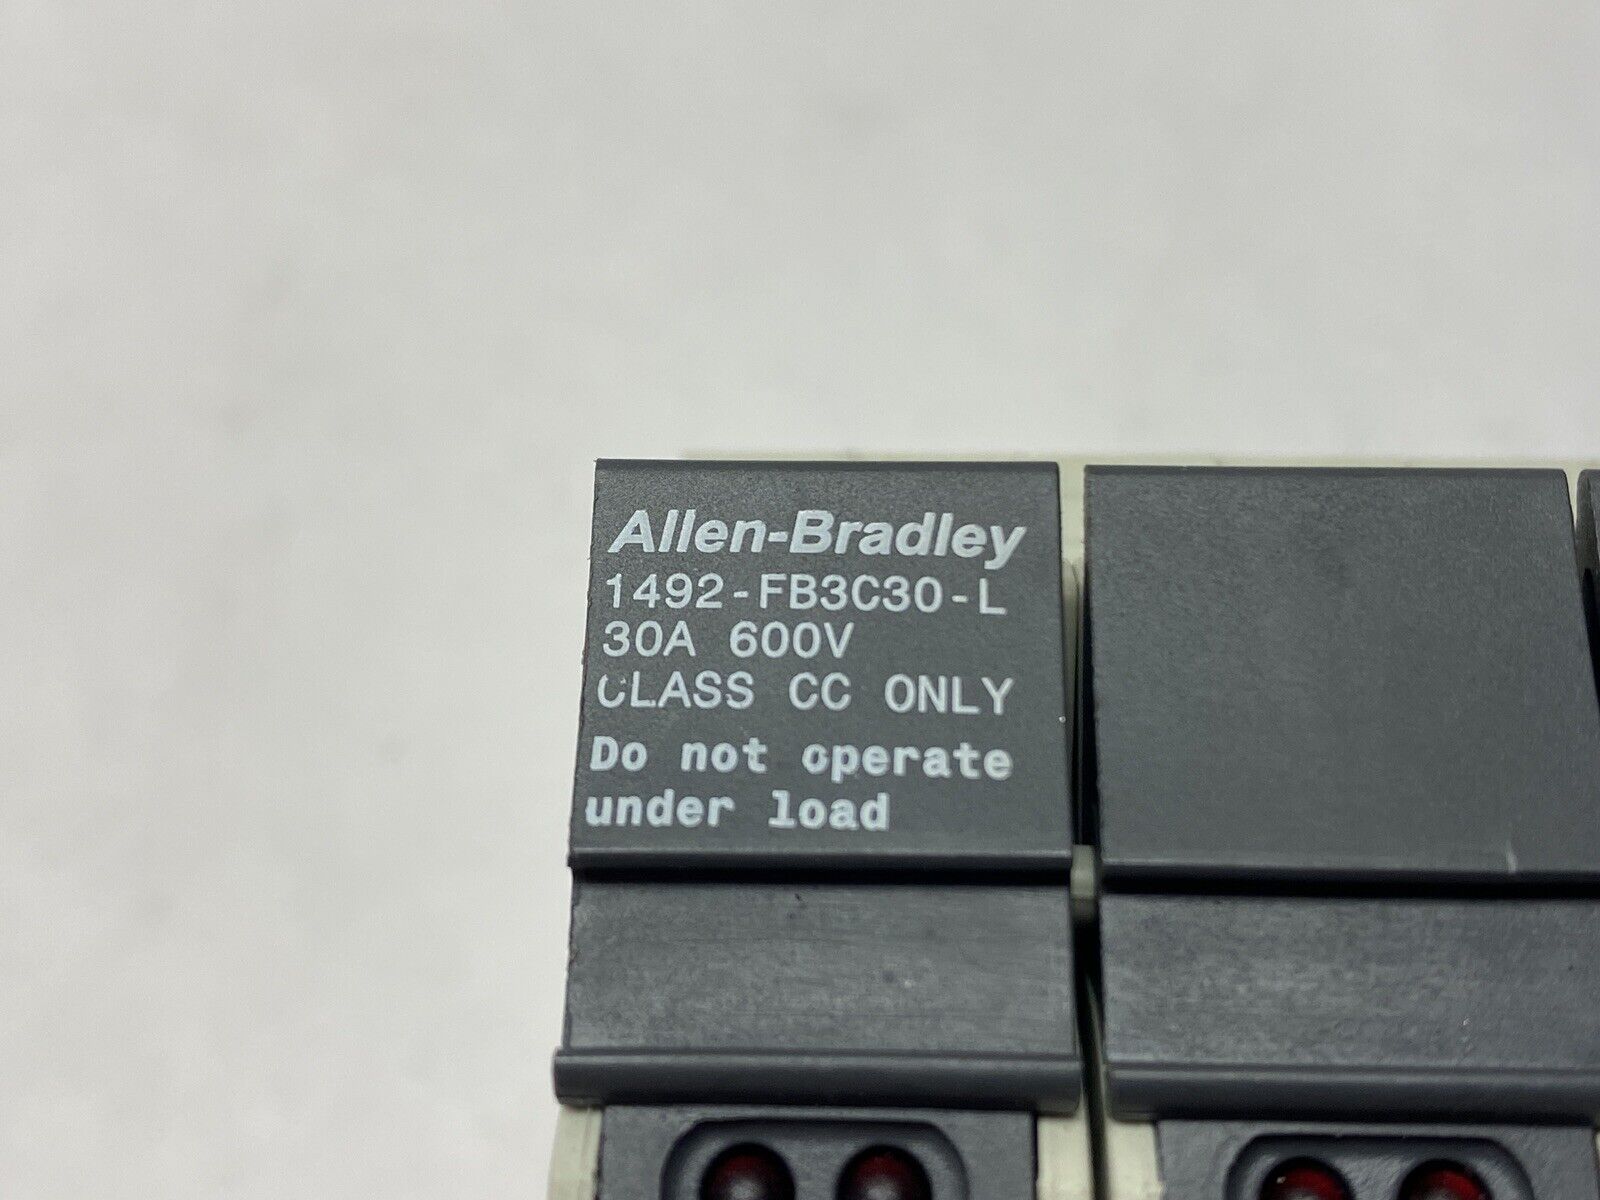 Allen-Bradley
1492-FB3C30-L
30A 600V
CLASS CC ONLY
Do not operate
under load